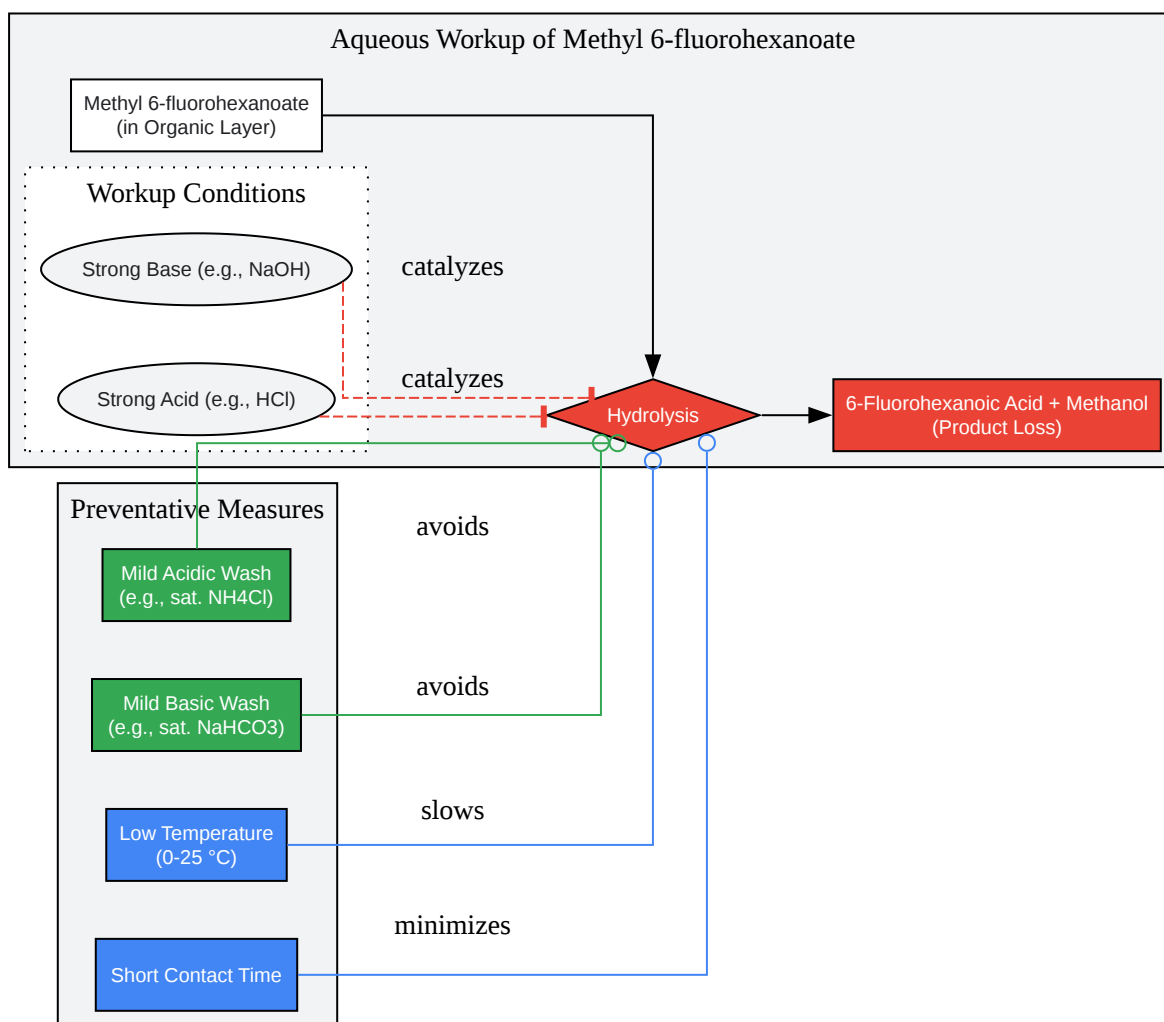 Aqueous Workup of Methyl 6-fluorohexanoate
Methyl 6-fluorohexanoate
(in Organic Layer)
Workup Conditions
Strong Base (e.g., NaOH)
catalyzes
Strong Acid (e.g., HCl)
catalyzes
Hydrolysis
6-Fluorohexanoic Acid + Methanol
(Product Loss)
Preventative Measures
avoids
Mild Acidic Wash
(e.g., sat. NH4Cl)
avoids
Mild Basic Wash
(e.g., sat. NaHCO3)
slows
Low Temperature
(0-25 °C)
minimizes
Short Contact Time